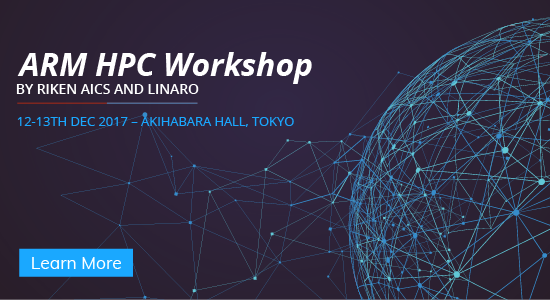 ARM HPC Workshop
BY RIKEN AICS AND LINARO
12-13TH DEC 2017 – AKIHABARA HALL, TOKYO
Learn More